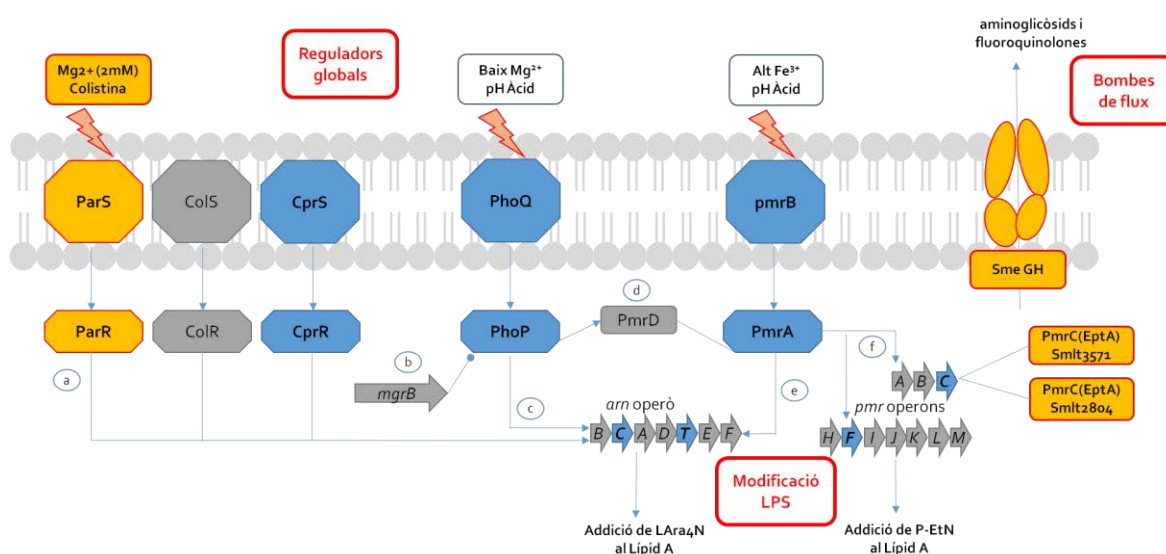 aminoglicòsids i
fluoroquinolones
Mg2+ (2mM)
Colistina
Reguladors
globals
Baix Mg²⁺
pH Àcid
Alt Fe³⁺
pH Àcid
Bombes
de flux
ParS
ColS
CprS
PhoQ
pmrB
Sme GH
ParR
ColR
CprR
PhoP
d
PmrD
PmrA
f
PmrC(EptA)
Smlt3571
a
b
mgrB
c
e
A B C
PmrC(EptA)
Smlt2804
arn operò
B C A D T E F
pmr operons
H F I J K L M
Modificació
LPS
Addició de LAra4N
al Lípid A
Addició de P-EtN
al Lípid A